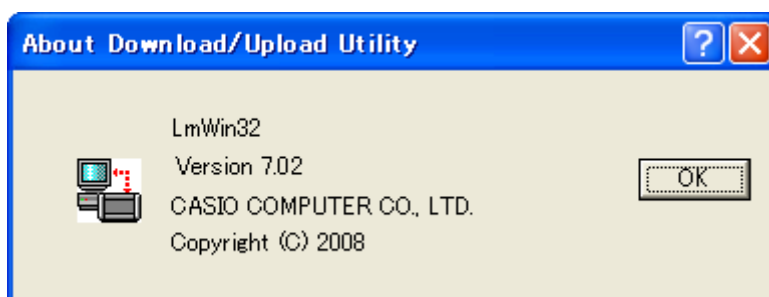 About Download/Upload Utility
LmWin32
Version 7.02
CASIO COMPUTER CO., LTD.
Copyright (C) 2008
OK